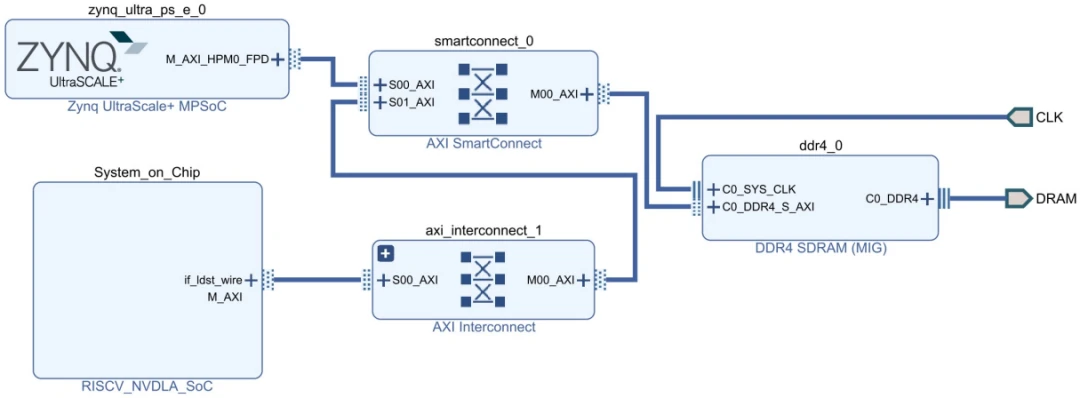 zynq_ultra_ps_e_0
ZYNQ
UltraSCALE+
M_AXI_HPM0_FPD
Zynq UltraScale+ MPSoC
smartconnect_0
S00_AXI
S01_AXI
M00_AXI
AXI SmartConnect
CLK
ddr4_0
C0_SYS_CLK
C0_DDR4_S_AXI
C0_DDR4
DRAM
DDR4 SDRAM (MIG)
System_on_Chip
if_ldst_wire
M_AXI
RISCV_NVDLA_SoC
axi_interconnect_1
S00_AXI
M00_AXI
AXI Interconnect